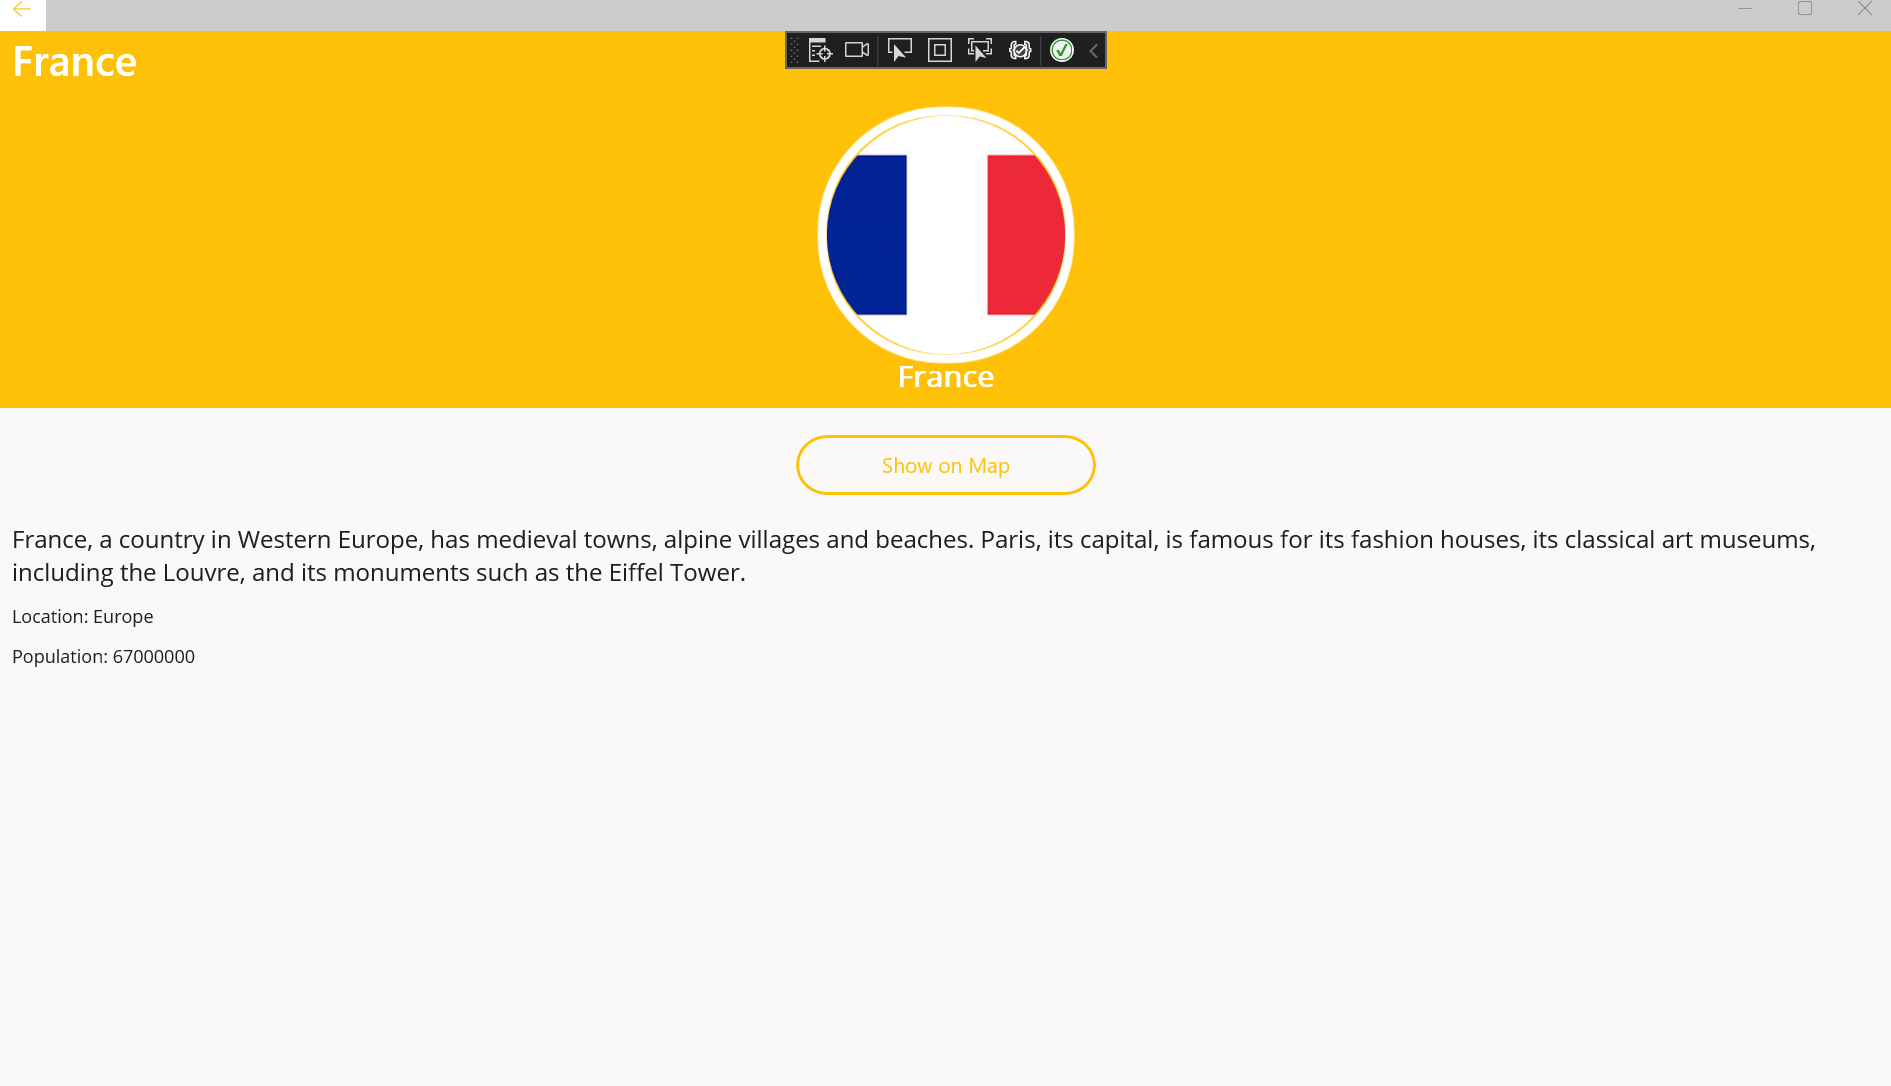 France
France
Show on Map
France, a country in Western Europe, has medieval towns, alpine villages and beaches. Paris, its capital, is famous for its fashion houses, its classical art museums,
including the Louvre, and its monuments such as the Eiffel Tower.
Location: Europe
Population: 67000000